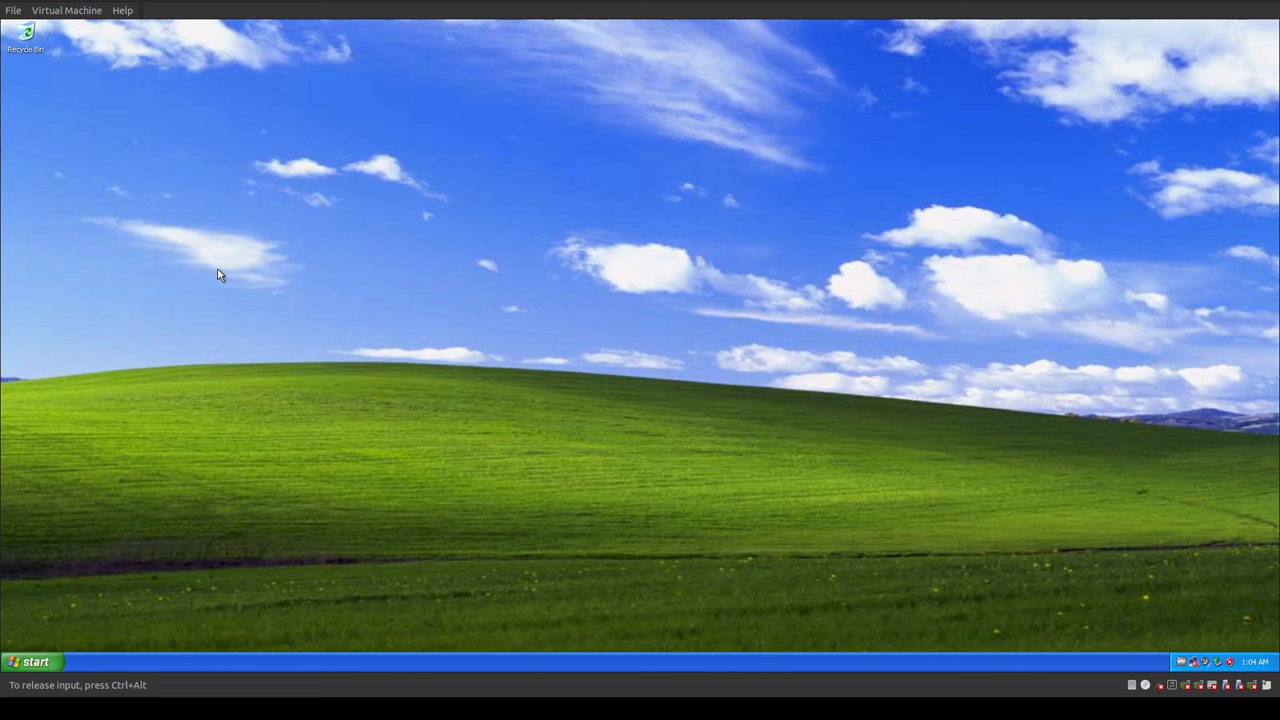 File Virtual Machine Help
Recycle Bin
start
1:04 AM
To release input, press Ctrl+Alt